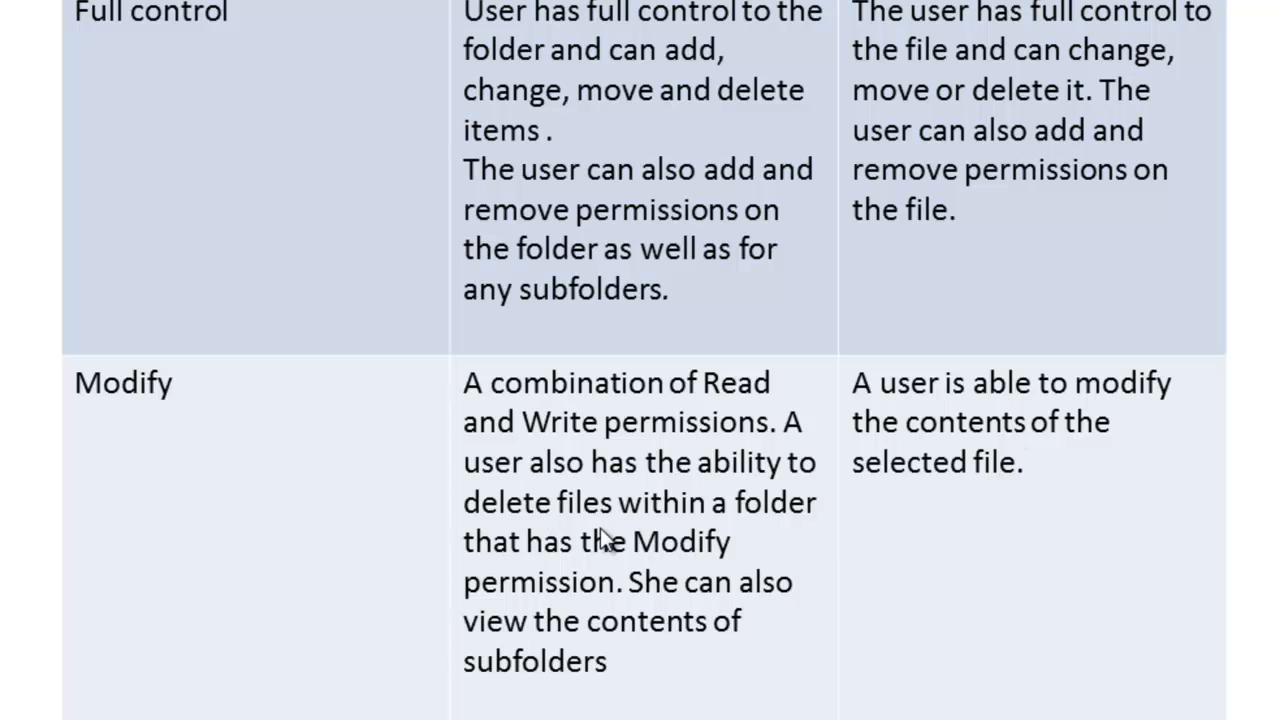 Full control
User has full control to the
folder and can add,
change, move and delete
items .
The user can also add and
remove permissions on
the folder as well as for
any subfolders.
The user has full control to
the file and can change,
move or delete it. The
user can also add and
remove permissions on
the file.
Modify
A combination of Read
and Write permissions. A
user also has the ability to
delete files within a folder
that has the Modify
permission. She can also
view the contents of
subfolders
A user is able to modify
the contents of the
selected file.